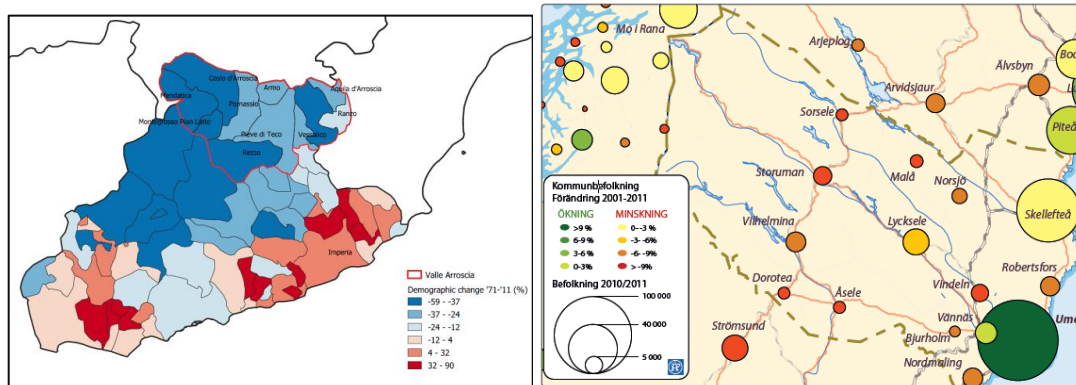 Cosio d'Arroscia
Mendatica
Armo
Aquila d'Arroscia
Pornassio
Ranzo
Montegrosso Pian Latte
Pieve di Teco
Vessalico
Rezzo
Imperia
Valle Arroscia
Demographic change '71-'11 (%)
-59 - -37
-37 - -24
-24 - -12
-12 - 4
4 - 32
32 - 90
Mo i Rana
Arjeplog
Älvsbyn
Arvidsjaur
Sorsele
Piteå
Storuman
Malå
Norsjö
Skellefteå
Vilhelmina
Lycksele
Robertsfors
Dorotea
Åsele
Vindeln
Vännäs
Strömsund
Bjurholm
Nordmaling
Kommunbefolkning
Förändring 2001-2011
ÖKNING MINSKNING
>9 % 0--3 %
6-9% -3- -6%
3-6 % -6- -9%
0-3% > -9%
Befolkning 2010/2011
100 000
40 000
5 000